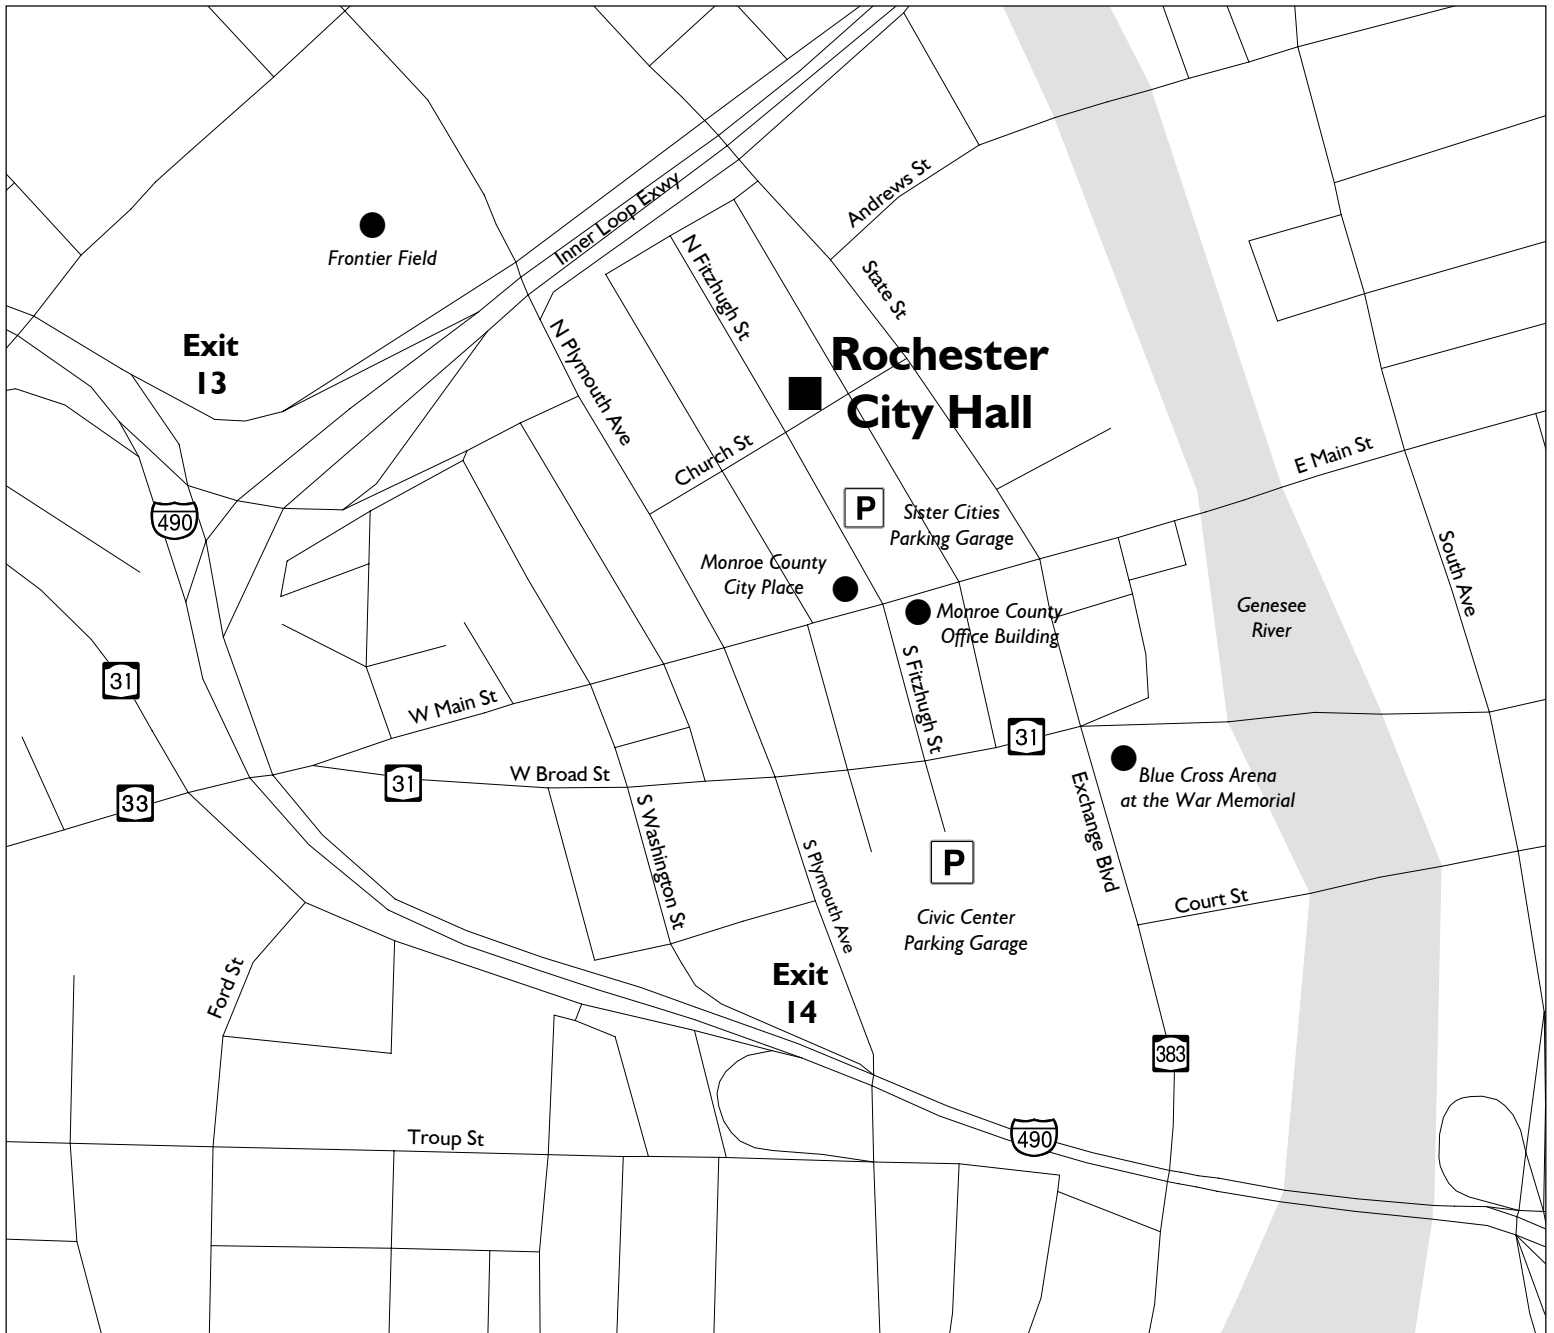 Andrews St
Inner Loop Exwy
Frontier Field
N Fitzhugh St
State St
Exit
13
N Plymouth Ave
Rochester
City Hall
Church St
E Main St
490
P
Sister Cities
Parking Garage
South Ave
Monroe County
City Place
Monroe County
Office Building
Genesee
River
31
S Fitzhugh St
W Main St
31
W Broad St
31
33
Blue Cross Arena
at the War Memorial
Exchange Blvd
S Washington St
S Plymouth Ave
P
Civic Center
Parking Garage
Court St
Ford St
Exit
14
383
490
Troup St